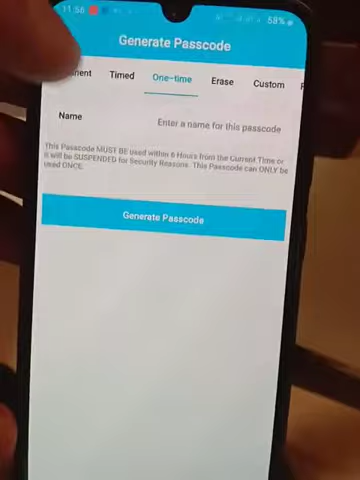 11:56 58%
Generate Passcode
nent Timed One-time Erase Custom
Name Enter a name for this passcode
This Passcode MUST BE used within 6 Hours from the Current Time or
it will be SUSPENDED for Security Reasons. This Passcode can ONLY be
used ONCE.
Generate Passcode